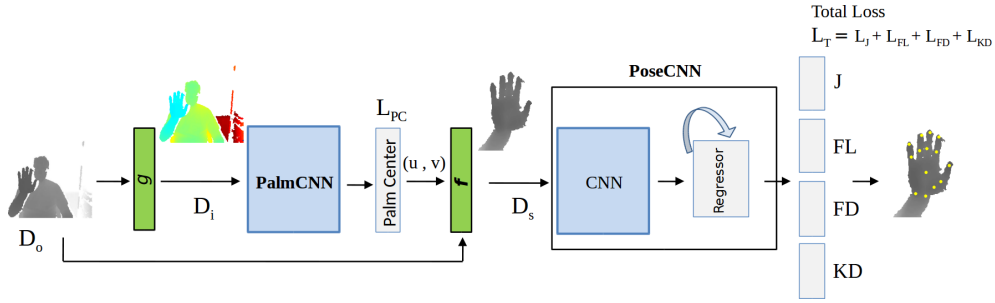 Total Loss
L_T = L_J + L_FL + L_FD + L_KD
PoseCNN
J
L_PC
(u , v)
FL
g
PalmCNN
Palm Center
f
CNN
Regressor
D_i
D_s
FD
D_o
KD